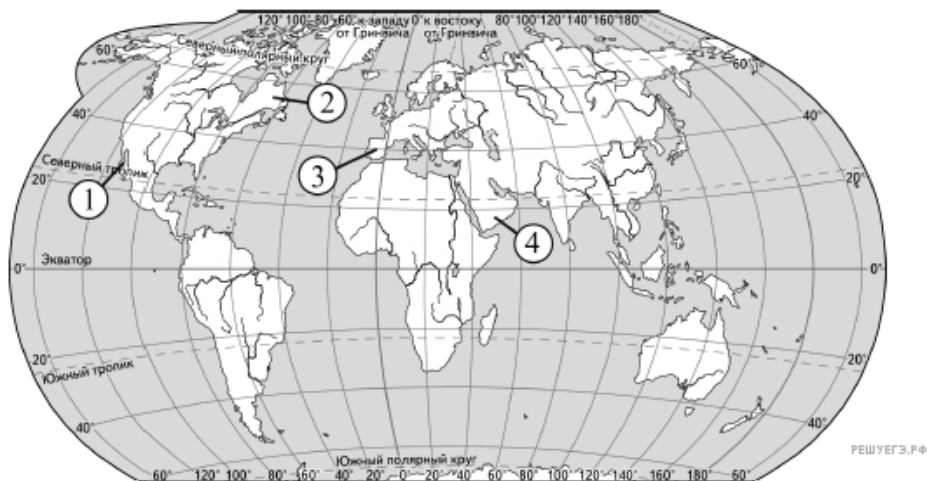 120° 100° 80° 60° к западу 0° к востоку 80° 100° 120° 140° 160° 180°
от Гринвича от Гринвича
Северный полярный круг
60° 60°
2
40° 40°
3
Северный тропик
20° 20°
1
4
Экватор
0° 0°
20° 20°
Южный тропик
40° 40°
РЕШУЕГЭ.РФ
Южный полярный круг
60° 120° 100° 80° 60° 40° 20° 0° 20° 40° 60° 80° 100° 120° 140° 160° 180° 60°